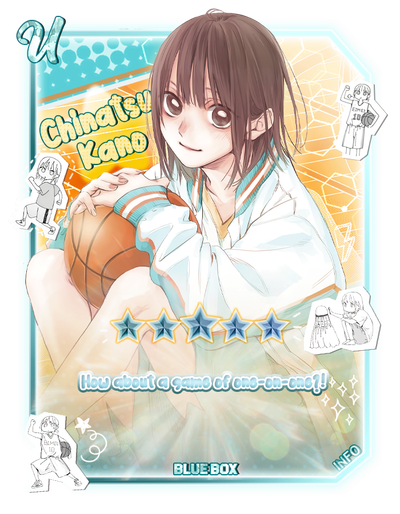 U
Chinatsu
Kano
How about a game of one-on-one?!
BLUE BOX
INFO